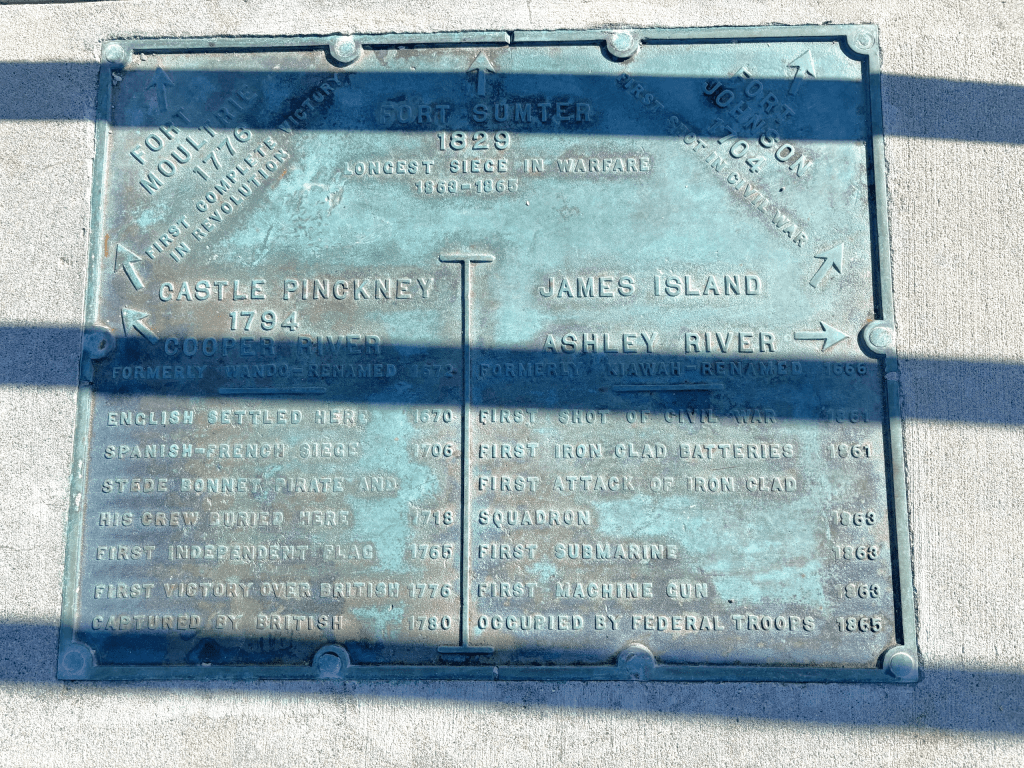 FORT
MOULTRIE
1776
FIRST COMPLETE VICTORY
IN REVOLUTION
FORT SUMTER
1829
LONGEST SIEGE IN WARFARE
1863-1865
FORT
JOHNSON
1704
FIRST SHOT IN CIVIL WAR
CASTLE PINCKNEY
1794
COOPER RIVER
FORMERLY WANDO-RENAMED 1672
ENGLISH SETTLED HERE 1670
SPANISH-FRENCH SIEGE 1706
STEDE BONNET PIRATE AND
HIS CREW BURIED HERE 1718
FIRST INDEPENDENT FLAG 1765
FIRST VICTORY OVER BRITISH 1776
CAPTURED BY BRITISH 1780
JAMES ISLAND
ASHLEY RIVER
FORMERLY KIAWAH-RENAMED 1666
FIRST SHOT OF CIVIL WAR 1861
FIRST IRON CLAD BATTERIES 1861
FIRST ATTACK OF IRON CLAD
SQUADRON 1863
FIRST SUBMARINE 1863
FIRST MACHINE GUN 1863
OCCUPIED BY FEDERAL TROOPS 1865